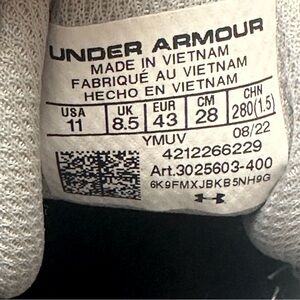 UNDER ARMOUR
MADE IN VIETNAM
FABRIQUÉ AU VIETNAM
HECHO EN VIETNAM
USA UK EUR CM CHN
11 8.5 43 28 280(1.5)
YMUV 08/22
4212266229
Art.3025603-400
6K9FMXJBKB5NH9G